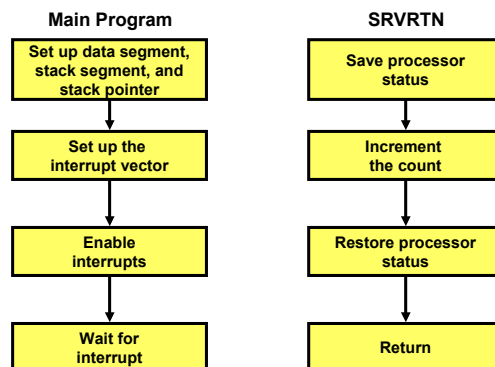 Main Program
Set up data segment,
stack segment, and
stack pointer
Set up the
interrupt vector
Enable
interrupts
Wait for
interrupt
SRVRTN
Save processor
status
Increment
the count
Restore processor
status
Return